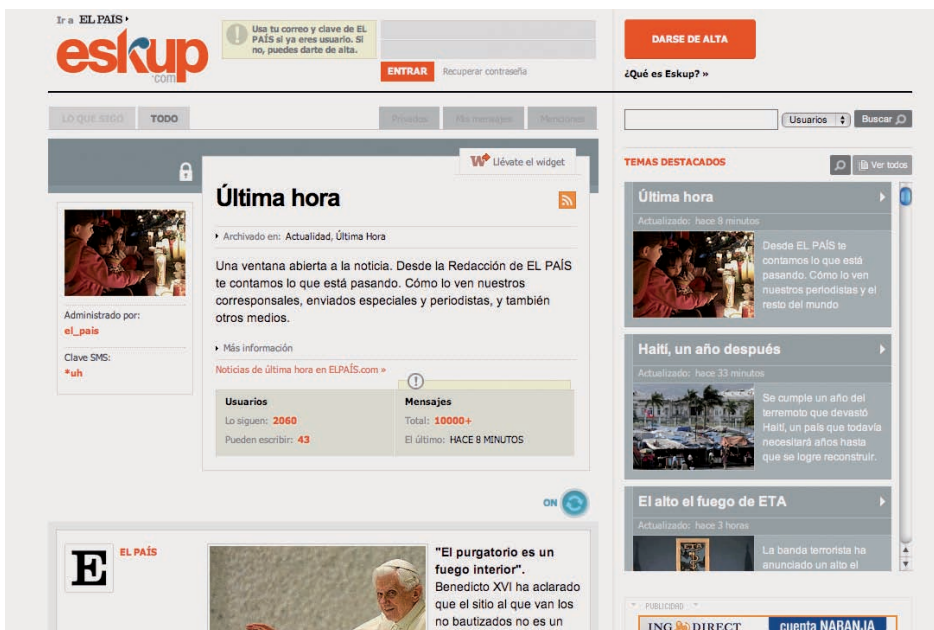 Ir a EL PAIS
eskup
.com
Usa tu correo y clave de EL
PAÍS si ya eres usuario. Si
no, puedes darte de alta.
ENTRAR Recuperar contraseña
DARSE DE ALTA
¿Qué es Eskup? »
LO QUE SIGO TODO
Privados Mis mensajes Menciones
Usuarios Buscar
Llévate el widget
Última hora
Archivado en: Actualidad, Última Hora
Una ventana abierta a la noticia. Desde la Redacción de EL PAÍS
te contamos lo que está pasando. Cómo lo ven nuestros
corresponsales, enviados especiales y periodistas, y también
otros medios.
Más información
Noticias de última hora en ELPAÍS.com »
Usuarios
Lo siguen: 2060
Pueden escribir: 43
Mensajes
Total: 10000+
El último: HACE 8 MINUTOS
Administrado por:
el_pais
Clave SMS:
*uh
ON
E
EL PAÍS
"El purgatorio es un
fuego interior".
Benedicto XVI ha aclarado
que el sitio al que van los
no bautizados no es un
TEMAS DESTACADOS
Ver todos
Última hora
Actualizado: hace 8 minutos
Desde EL PAÍS te
contamos lo que está
pasando. Cómo lo ven
nuestros periodistas y el
resto del mundo
Haití, un año después
Actualizado: hace 33 minutos
Se cumple un año del
terremoto que devastó
Haití, un país que todavía
necesitará años hasta
que se logre reconstruir.
El alto el fuego de ETA
Actualizado: hace 3 horas
La banda terrorista ha
anunciado un alto el
PUBLICIDAD
ING DIRECT cuenta NARANJA